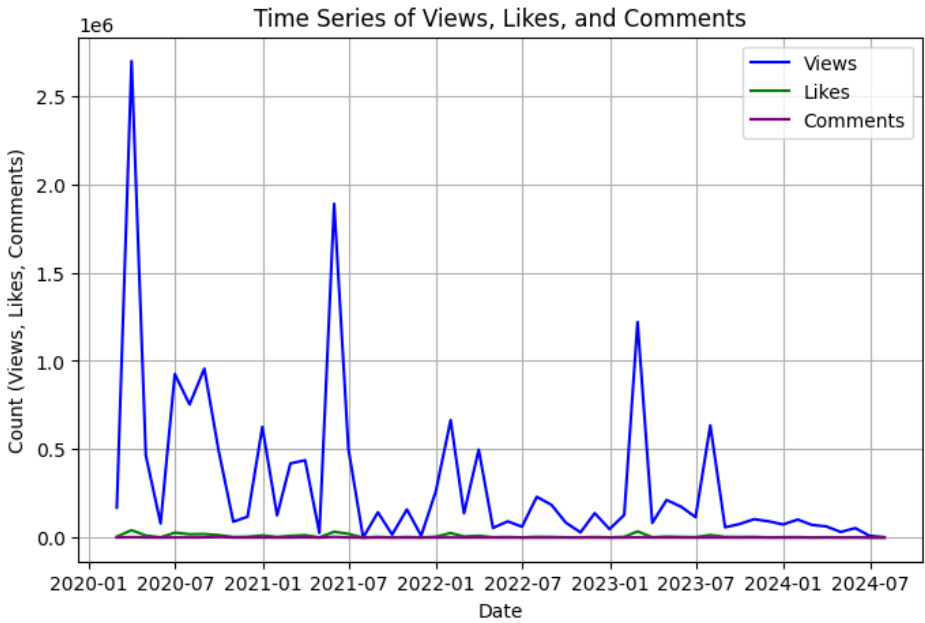 Time Series of Views, Likes, and Comments
1e6
Views
Likes
Comments
2.5
2.0
1.5
1.0
0.5
0.0
Count (Views, Likes, Comments)
2020-01 2020-07 2021-01 2021-07 2022-01 2022-07 2023-01 2023-07 2024-01 2024-07
Date